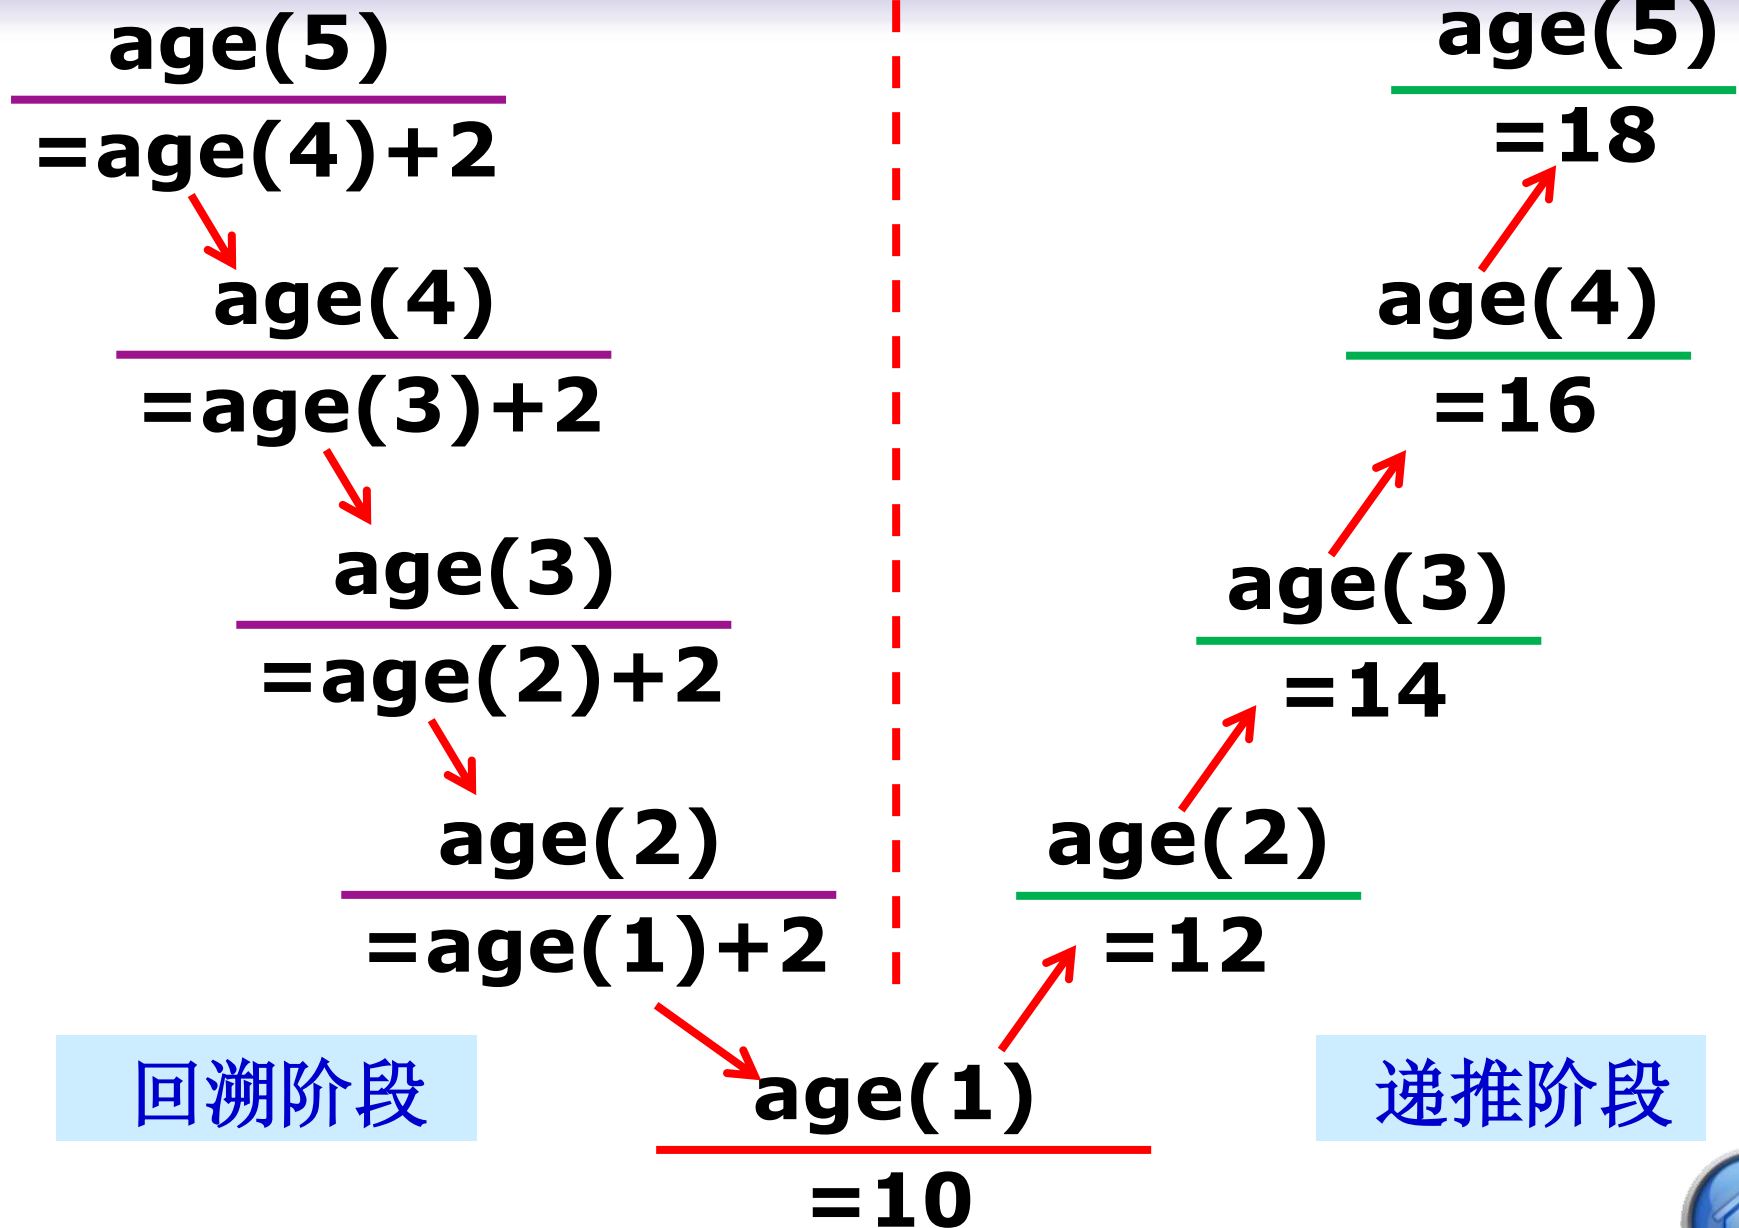 age(5)
=age(4)+2
age(4)
=age(3)+2
age(3)
=age(2)+2
age(2)
=age(1)+2
age(1)
=10
age(2)
=12
age(3)
=14
age(4)
=16
age(5)
=18
回溯阶段
递推阶段